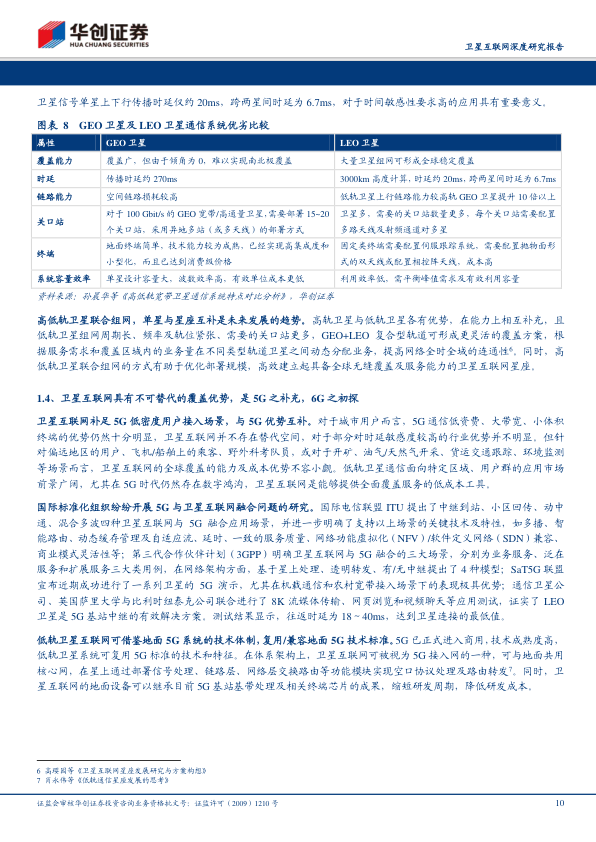 华创证券
HUA CHUANG SECURITIES
卫星互联网深度研究报告
卫星信号单星上下行传播时延仅约 20ms，跨两星间时延为 6.7ms，对于时间敏感性要求高的应用具有重要意义。
图表 8 GEO 卫星及 LEO 卫星通信系统优劣比较
属性 GEO 卫星 LEO 卫星
覆盖能力 覆盖广，但由于倾角为 0，难以实现南北极覆盖 大量卫星组网可形成全球稳定覆盖
时延 传播时延约 270ms 3000km 高度计算，时延约 20ms，跨两星间时延为 6.7ms
链路能力 空间链路损耗较高 低轨卫星上行链路能力较高轨 GEO 卫星提升 10 倍以上
关口站 对于 100 Gbit/s 的 GEO 宽带/高通量卫星，需要部署 15~20 个关口站，采用异地多站（或多天线）的部署方式 卫星多，需要的关口站数量更多，每个关口站需要配置多路天线及射频通道对多星
终端 地面终端简单，技术能力较为成熟，已经实现高集成度和小型化，而且已达到消费级价格 固定类终端需要配置伺服跟踪系统，需要配置抛物面形式的双天线或配置相控阵天线，成本高
系统容量效率 单星设计容量大，波数效率高，有效单位成本更低 利用效率低，需平衡峰值需求及有效利用容量
资料来源：孙晨华等《高低轨宽带卫星通信系统特点对比分析》，华创证券
高低轨卫星联合组网，单星与星座互补是未来发展的趋势。高轨卫星与低轨卫星各有优势，在能力上相互补充，且
低轨卫星组网周期长、频率及轨位紧张、需要的关口站更多，GEO+LEO 复合型轨道可形成更灵活的覆盖方案，根
据服务需求和覆盖区域内的业务量在不同类型轨道卫星之间动态分配业务，提高网络全时全域的连通性6。同时，高
低轨卫星联合组网的方式有助于优化部署规模，高效建立起具备全球无缝覆盖及服务能力的卫星互联网星座。
1.4、卫星互联网具有不可替代的覆盖优势，是 5G 之补充，6G 之初探
卫星互联网补足 5G 低密度用户接入场景，与 5G 优势互补。对于城市用户而言，5G 通信低资费、大带宽、小体积
终端的优势仍然十分明显，卫星互联网并不存在替代空间，对于部分对时延敏感度较高的行业优势并不明显。但针
对偏远地区的用户、飞机/船舶上的乘客、野外科考队员，或对于开矿、油气/天然气开采、货运交通跟踪、环境监测
等场景而言，卫星互联网的全球覆盖的能力及成本优势不容小觑。低轨卫星通信面向特定区域、用户群的应用市场
前景广阔，尤其在 5G 时代仍然存在数字鸿沟，卫星互联网是能够提供全面覆盖服务的低成本工具。
国际标准化组织纷纷开展 5G 与卫星互联网融合问题的研究。国际电信联盟 ITU 提出了中继到站、小区回传、动中
通、混合多波四种卫星互联网与 5G 融合应用场景，并进一步明确了支持以上场景的关键技术及特性，如多播、智
能路由、动态缓存管理及自适应流、延时、一致的服务质量、网络功能虚拟化（NFV）/软件定义网络（SDN）兼容、
商业模式灵活性等；第三代合作伙伴计划（3GPP）明确卫星互联网与 5G 融合的三大场景，分别为业务服务、泛在
服务和扩展服务三大类用例，在网络架构方面，基于星上处理、透明转发、有/无中继提出了 4 种模型；SaT5G 联盟
宣布近期成功进行了一系列卫星的 5G 演示，尤其在机载通信和农村宽带接入场景下的表现极具优势；通信卫星公
司，英国萨里大学与比利时纽泰克公司联合进行了 8K 流媒体传输、网页浏览和视频聊天等应用测试，证实了 LEO
卫星是 5G 基站中继的有效解决方案。测试结果显示，往返时延为 18～40ms，达到卫星连接的最低值。
低轨卫星互联网可借鉴地面 5G 系统的技术体制，复用/兼容地面 5G 技术标准。5G 已正式进入商用，技术成熟度高，
低轨卫星系统可复用 5G 标准的技术和特征。在体系架构上，卫星互联网可被视为 5G 接入网的一种，可与地面共用
核心网，在星上通过部署信号处理、链路层、网络层交换路由等功能模块实现空口协议处理及路由转发7。同时，卫
星互联网的地面设备可以继承目前 5G 基站基带处理及相关终端芯片的成果，缩短研发周期，降低研发成本。
6 高璎园等《卫星互联网星座发展研究与方案构想》
7 肖永伟等《低轨通信星座发展的思考》
证监会审核华创证券投资咨询业务资格批文号：证监许可（2009）1210 号
10